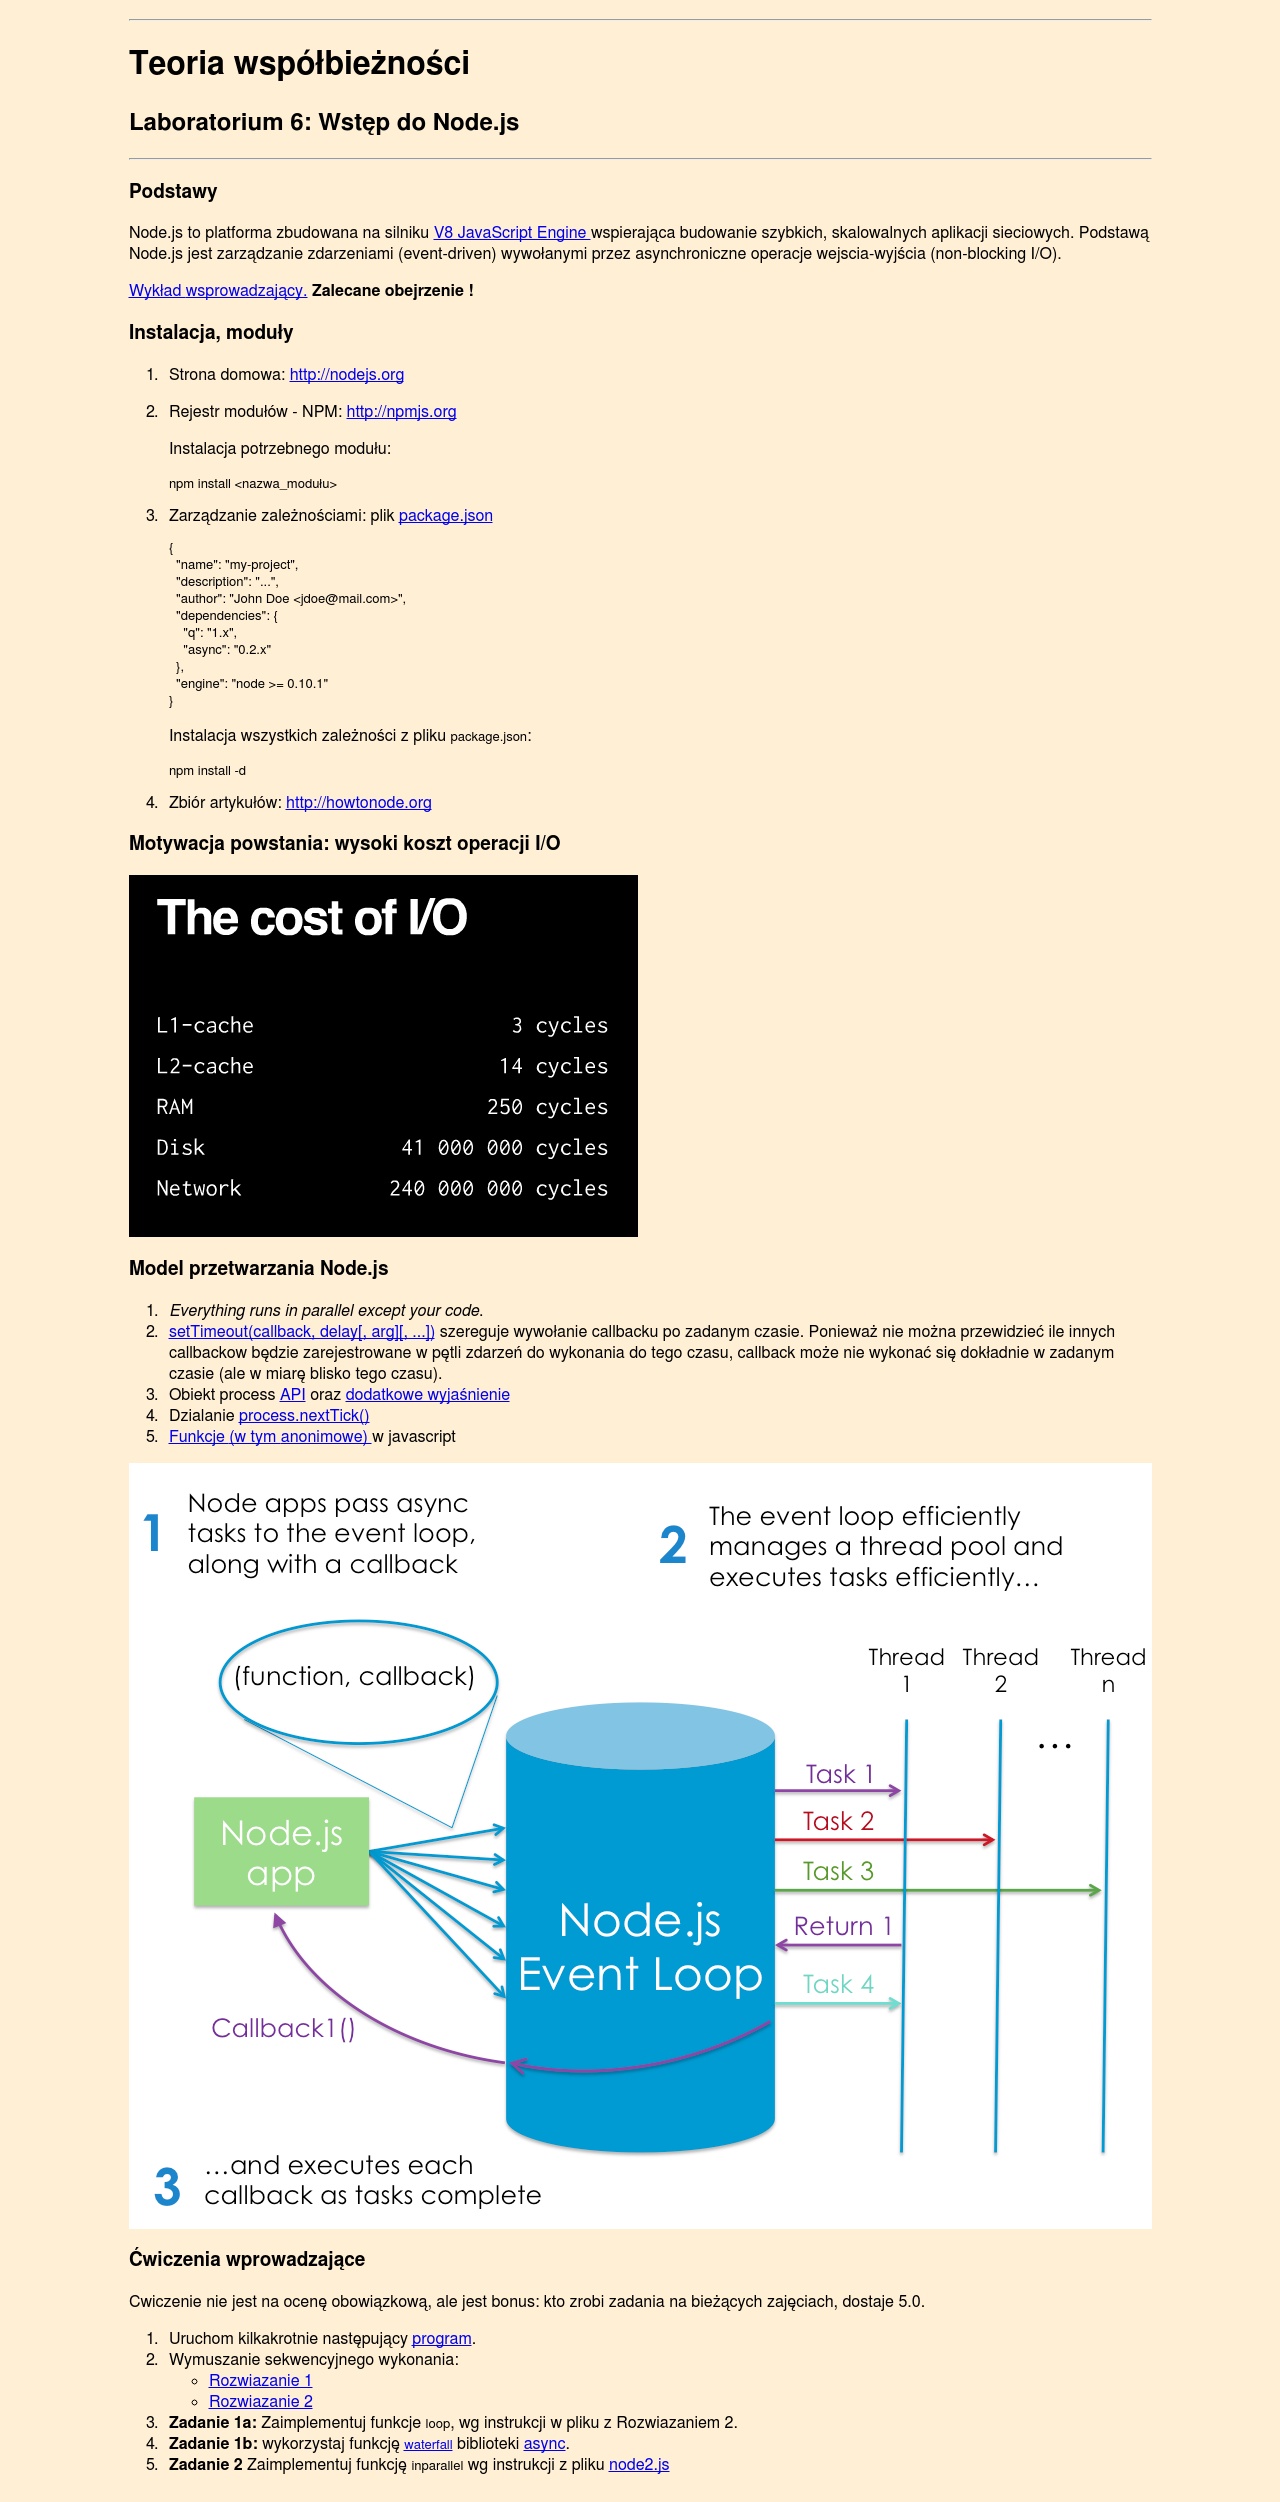 Teoria współbieżności
Laboratorium 6: Wstęp do Node.js
Podstawy
Node.js to platforma zbudowana na silniku V8 JavaScript Engine wspierająca budowanie szybkich, skalowalnych aplikacji sieciowych. Podstawą
Node.js jest zarządzanie zdarzeniami (event-driven) wywołanymi przez asynchroniczne operacje wejscia-wyjścia (non-blocking I/O).
Wykład wsprowadzający. Zalecane obejrzenie !
Instalacja, moduły
1. Strona domowa: http://nodejs.org
2. Rejestr modułów - NPM: http://npmjs.org
Instalacja potrzebnego modułu:
npm install <nazwa_modułu>
3. Zarządzanie zależnościami: plik package.json
{
"name": "my-project",
"description": "...",
"author": "John Doe <jdoe@mail.com>",
"dependencies": {
"q": "1.x",
"async": "0.2.x"
},
"engine": "node >= 0.10.1"
}
Instalacja wszystkich zależności z pliku package.json:
npm install -d
4. Zbiór artykułów: http://howtonode.org
Motywacja powstania: wysoki koszt operacji I/O
The cost of I/O
L1-cache 3 cycles
L2-cache 14 cycles
RAM 250 cycles
Disk 41 000 000 cycles
Network 240 000 000 cycles
Model przetwarzania Node.js
1. Everything runs in parallel except your code.
2. setTimeout(callback, delay[, arg][, ...]) szereguje wywołanie callbacku po zadanym czasie. Ponieważ nie można przewidzieć ile innych
callbackow będzie zarejestrowane w pętli zdarzeń do wykonania do tego czasu, callback może nie wykonać się dokładnie w zadanym
czasie (ale w miarę blisko tego czasu).
3. Obiekt process API oraz dodatkowe wyjaśnienie
4. Dzialanie process.nextTick()
5. Funkcje (w tym anonimowe) w javascript
1 Node apps pass async
tasks to the event loop,
along with a callback
2 The event loop efficiently
manages a thread pool and
executes tasks efficiently…
(function, callback)
Thread
1
Thread
2
Thread
n
…
Task 1
Task 2
Task 3
Return 1
Task 4
Node.js
app
Node.js
Event Loop
Callback1()
3 …and executes each
callback as tasks complete
Ćwiczenia wprowadzające
Cwiczenie nie jest na ocenę obowiązkową, ale jest bonus: kto zrobi zadania na bieżących zajęciach, dostaje 5.0.
1. Uruchom kilkakrotnie następujący program.
2. Wymuszanie sekwencyjnego wykonania:
◦ Rozwiazanie 1
◦ Rozwiazanie 2
3. Zadanie 1a: Zaimplementuj funkcje loop, wg instrukcji w pliku z Rozwiazaniem 2.
4. Zadanie 1b: wykorzystaj funkcję waterfall biblioteki async.
5. Zadanie 2 Zaimplementuj funkcję inparallel wg instrukcji z pliku node2.js